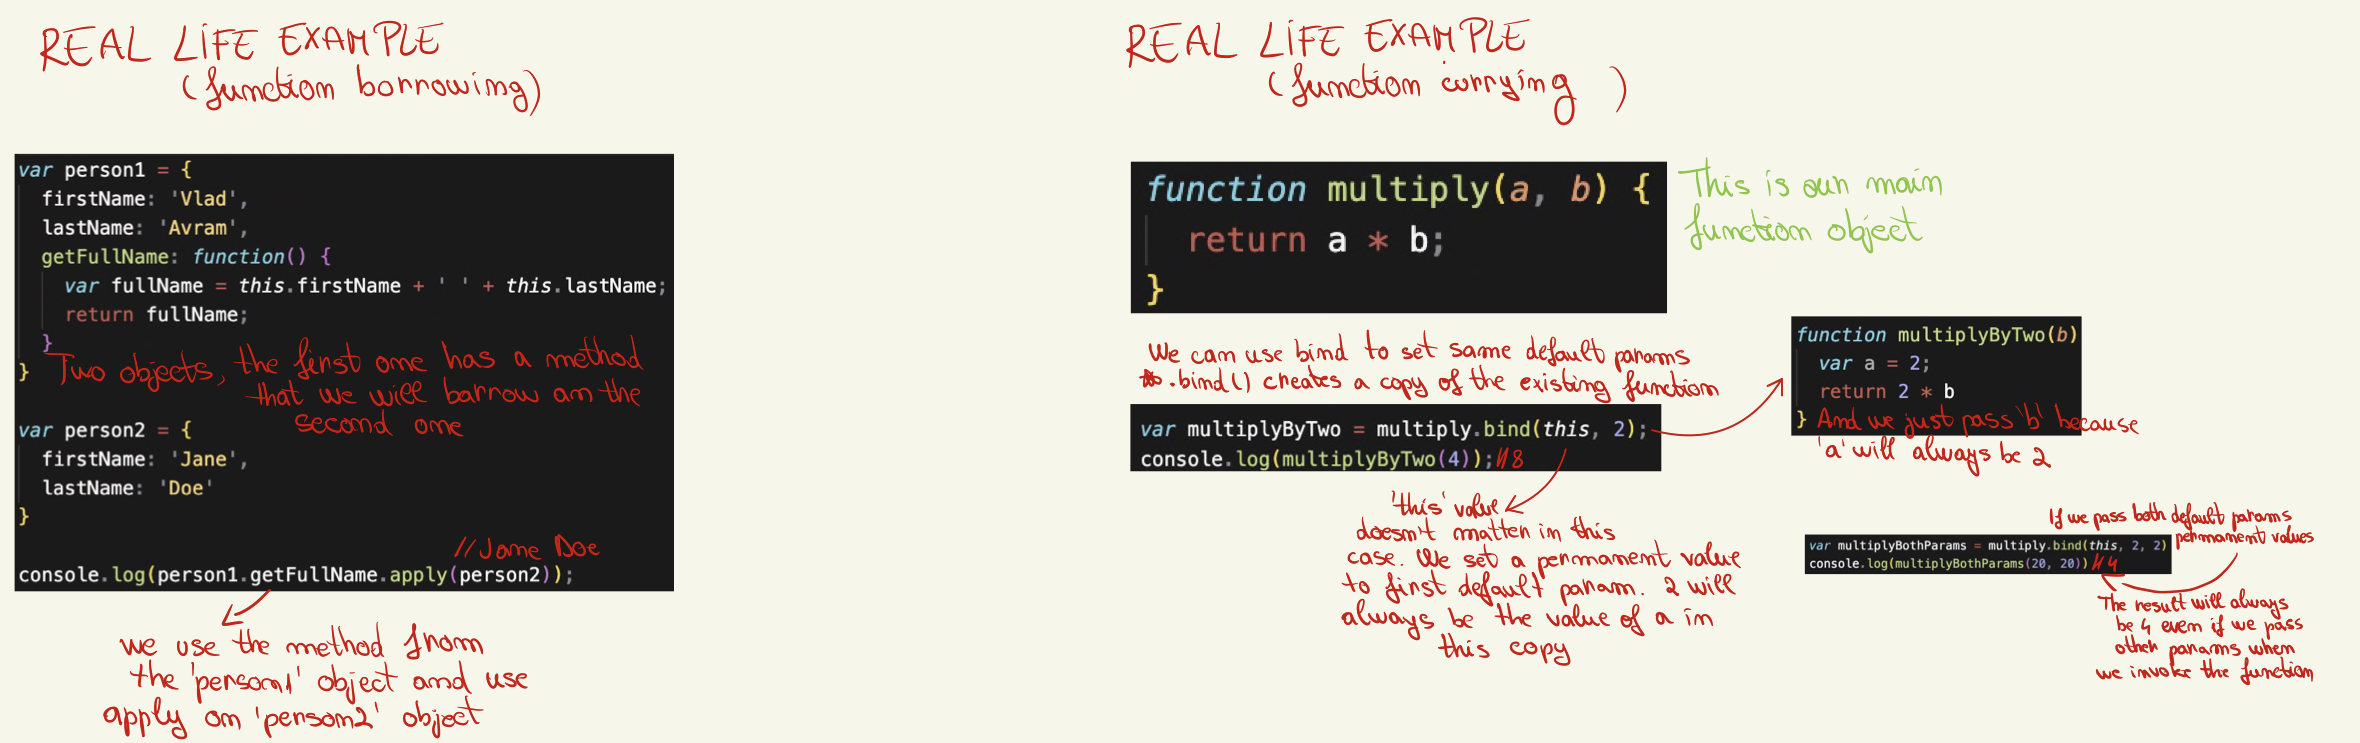 REAL LIFE EXAMPLE
(function borrowing)
var person1 = {
firstName: 'Vlad',
lastName: 'Avram',
getFullName: function() {
var fullName = this.firstName + ' ' + this.lastName;
return fullName;
}
}
Two objects, the first one has a method
that we will barrow on the
second one
var person2 = {
firstName: 'Jane',
lastName: 'Doe'
}
//Jane Doe
console.log(person1.getFullName.apply(person2));
we use the method from
the 'person1' object and use
apply on 'person2' object
REAL LIFE EXAMPLE
(function currying)
function multiply(a, b) {
return a * b;
}
This is our main
function object
We can use bind to set some default params
.bind() creates a copy of the existing function
var multiplyByTwo = multiply.bind(this, 2);
console.log(multiplyByTwo(4)); //8
function multiplyByTwo(b)
var a = 2;
return 2 * b
} And we just pass 'b' because
'a' will always be 2
'this' value
doesn't matter in this
case. We set a permanent value
to first default param. 2 will
always be the value of a in
this copy
If we pass both default params
permanent values
var multiplyBothParams = multiply.bind(this, 2, 2)
console.log(multiplyBothParams(20, 20)) //4
The result will always
be 4 even if we pass
other params when
we invoke the function